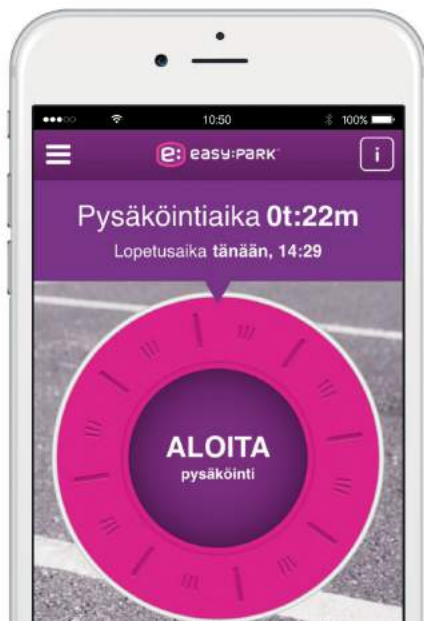 10:50 100%
e: easy:park i
Pysäköintiaika 0t:22m
Lopetusaika tänään, 14:29
ALOITA
pysäköinti